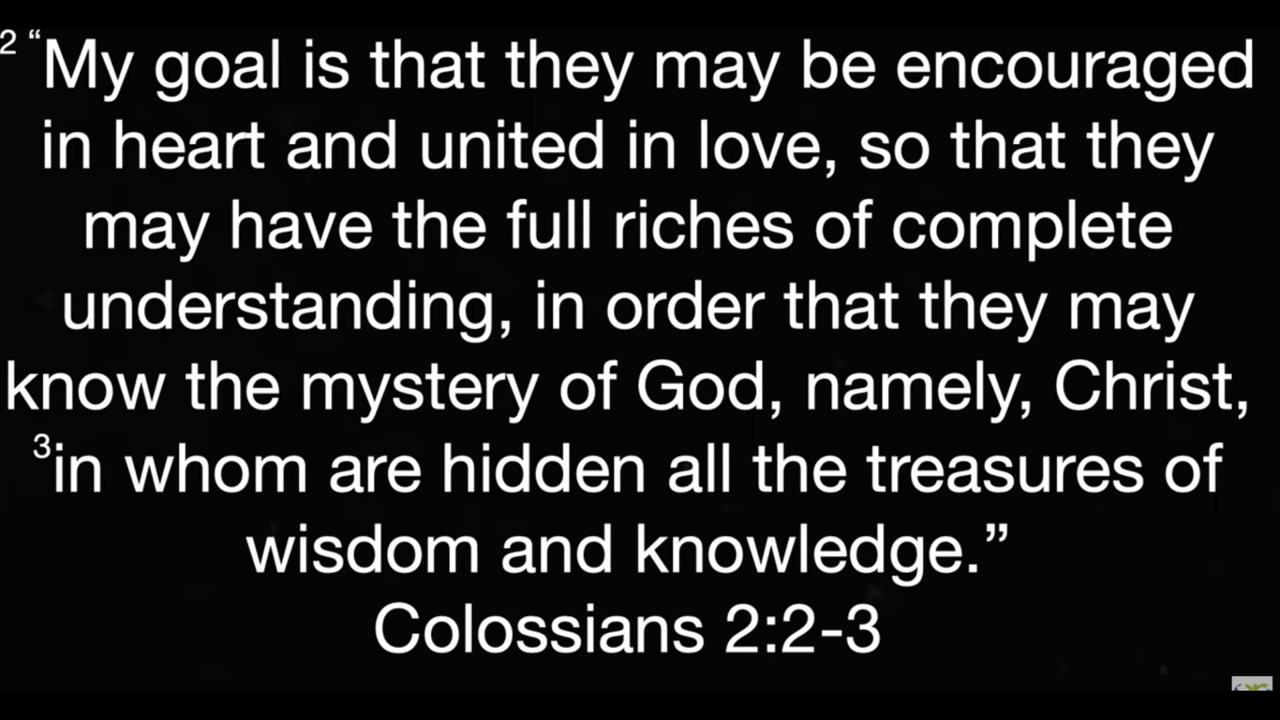 2 “My goal is that they may be encouraged
in heart and united in love, so that they
may have the full riches of complete
understanding, in order that they may
know the mystery of God, namely, Christ,
3in whom are hidden all the treasures of
wisdom and knowledge.”
Colossians 2:2-3